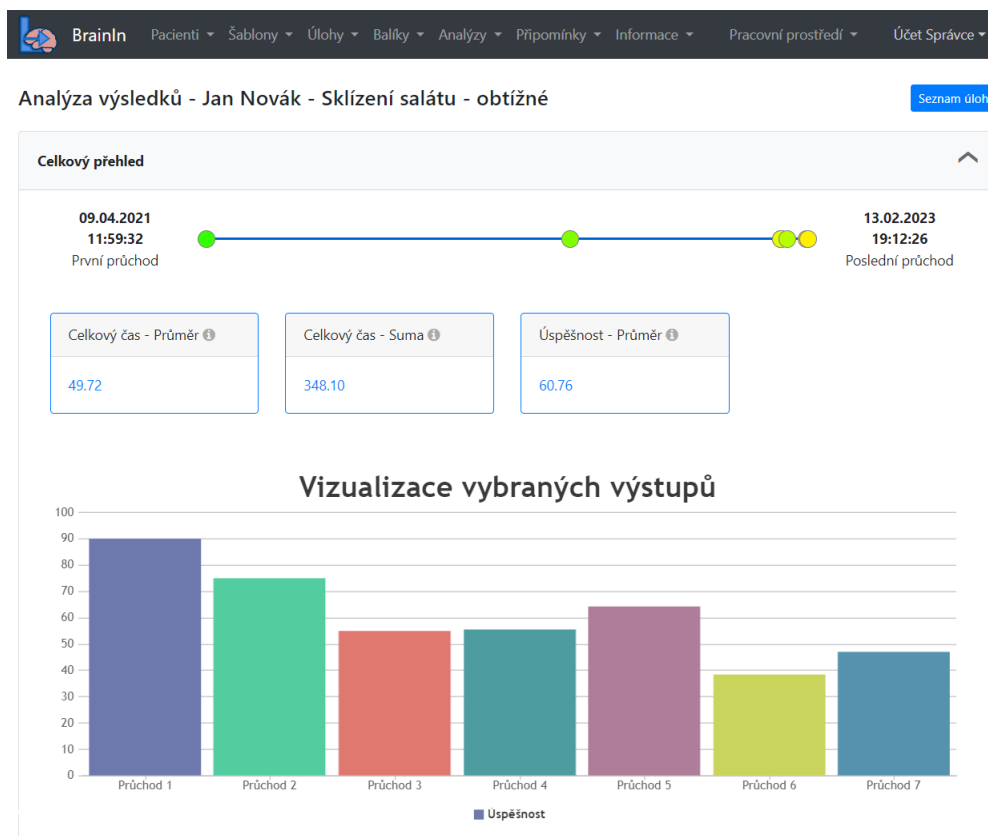 BrainIn Pacienti Šablony Úlohy Balíky Analýzy Připomínky Informace Pracovní prostředí Účet Správce
Analýza výsledků - Jan Novák - Sklízení salátu - obtížné
Seznam úloh
Celkový přehled
09.04.2021
11:59:32
První průchod
13.02.2023
19:12:26
Poslední průchod
Celkový čas - Průměr
49.72
Celkový čas - Suma
348.10
Úspěšnost - Průměr
60.76
Vizualizace vybraných výstupů
100
90
80
70
60
50
40
30
20
10
0
Průchod 1 Průchod 2 Průchod 3 Průchod 4 Průchod 5 Průchod 6 Průchod 7
Úspěšnost